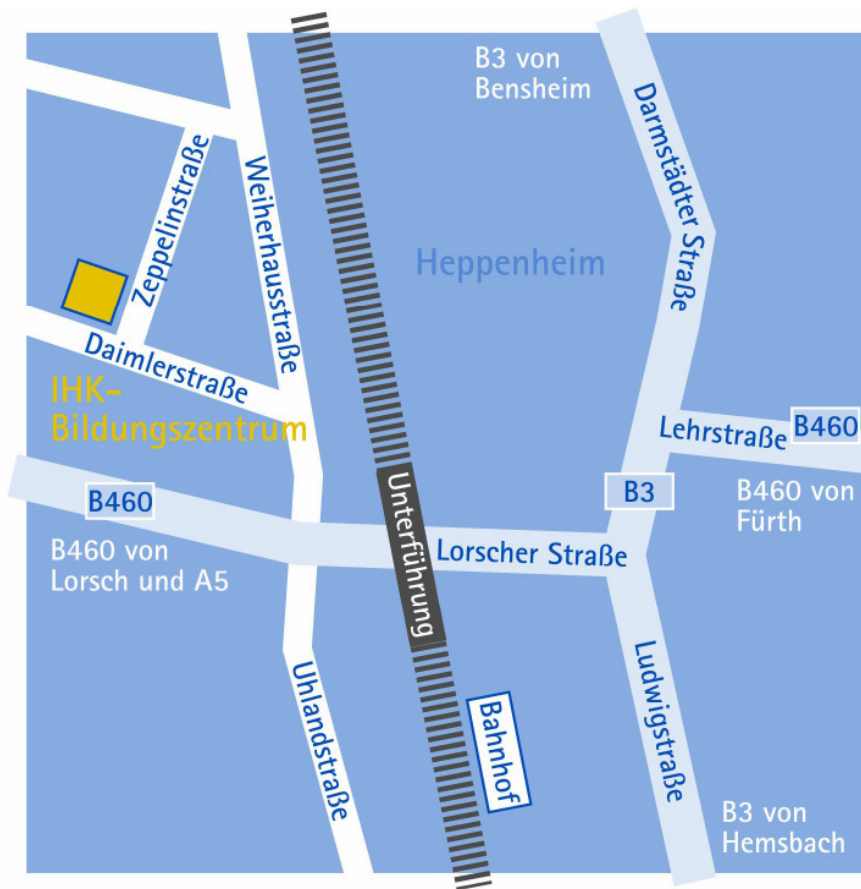 B3 von
Bensheim
Darmstädter Straße
Zeppelinstraße
Weiherhausstraße
Heppenheim
Daimlerstraße
IHK-
Bildungszentrum
Lehrstraße
B460
B460
Unterführung
B3
B460 von
Fürth
B460 von
Lorsch und A5
Lorscher Straße
Uhlandstraße
Bahnhof
Ludwigstraße
B3 von
Hemsbach